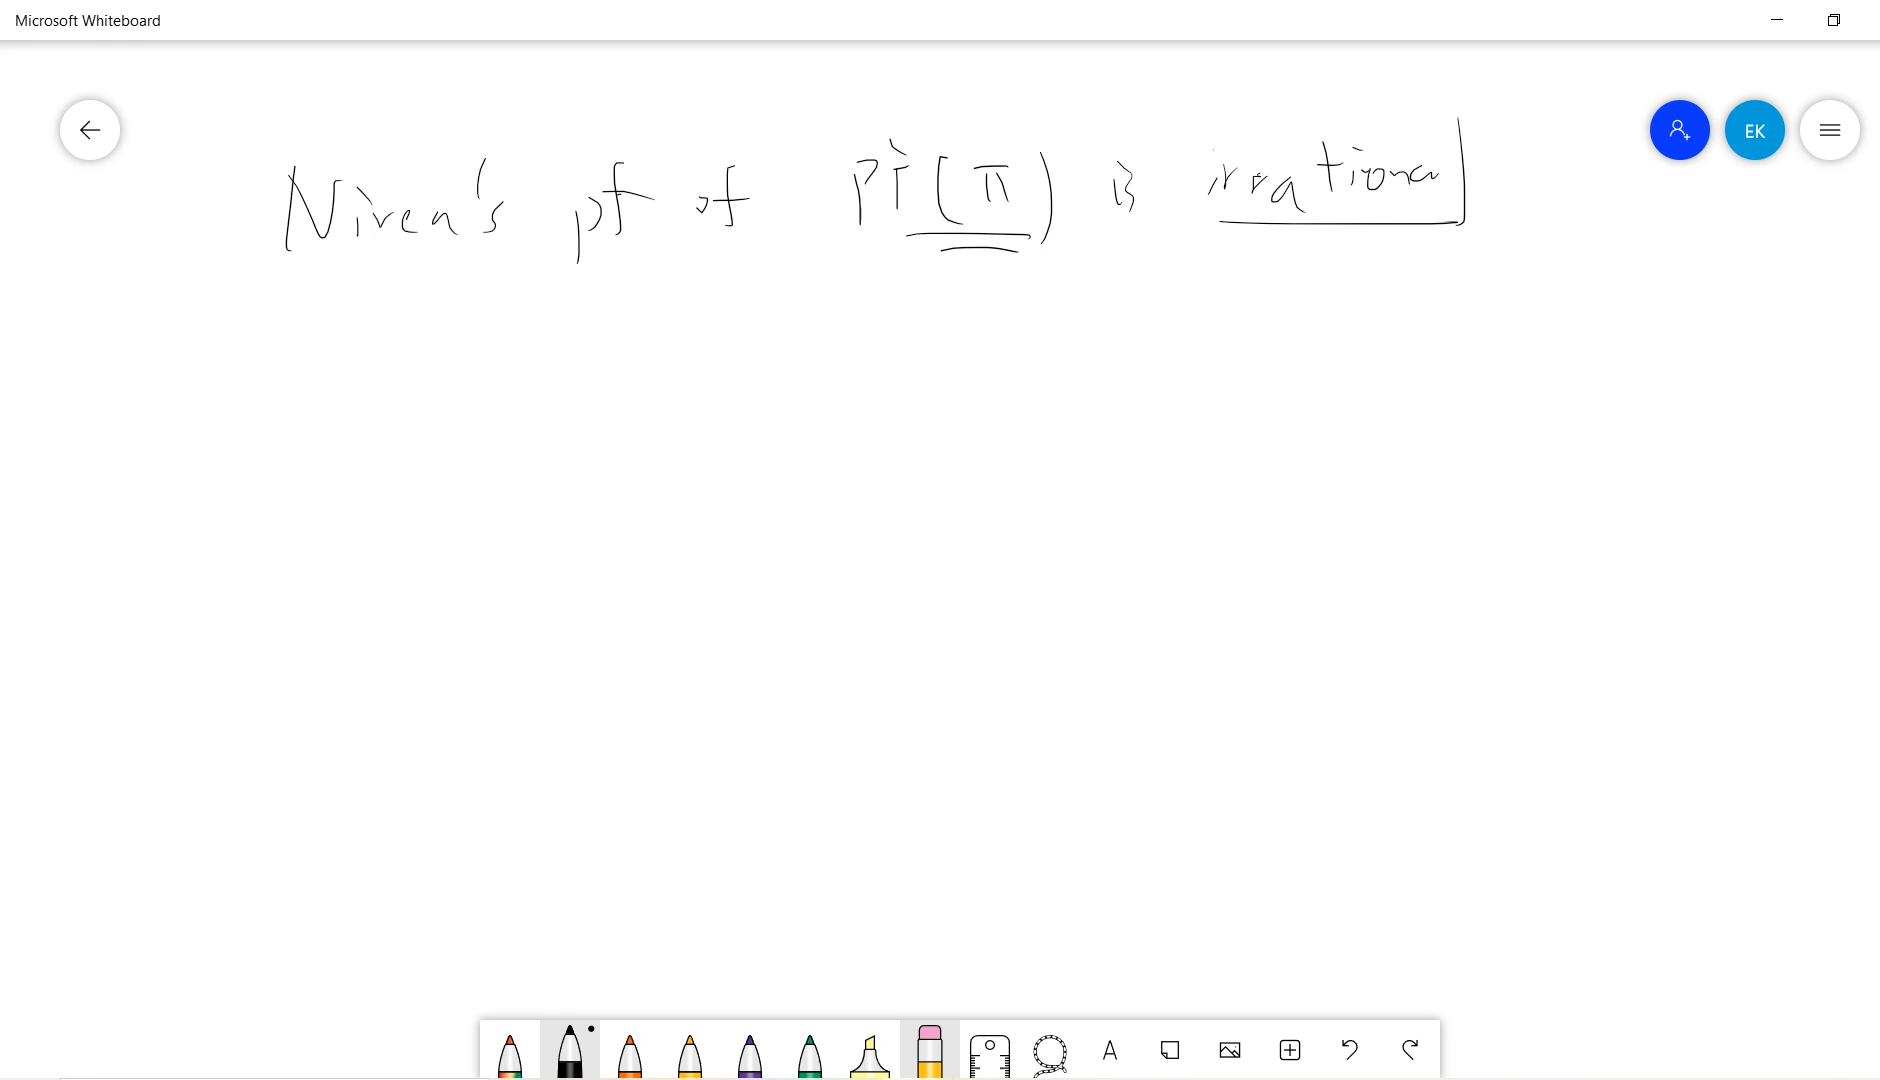 Microsoft Whiteboard
EK
Niven's pf of Pi (π) is irrational